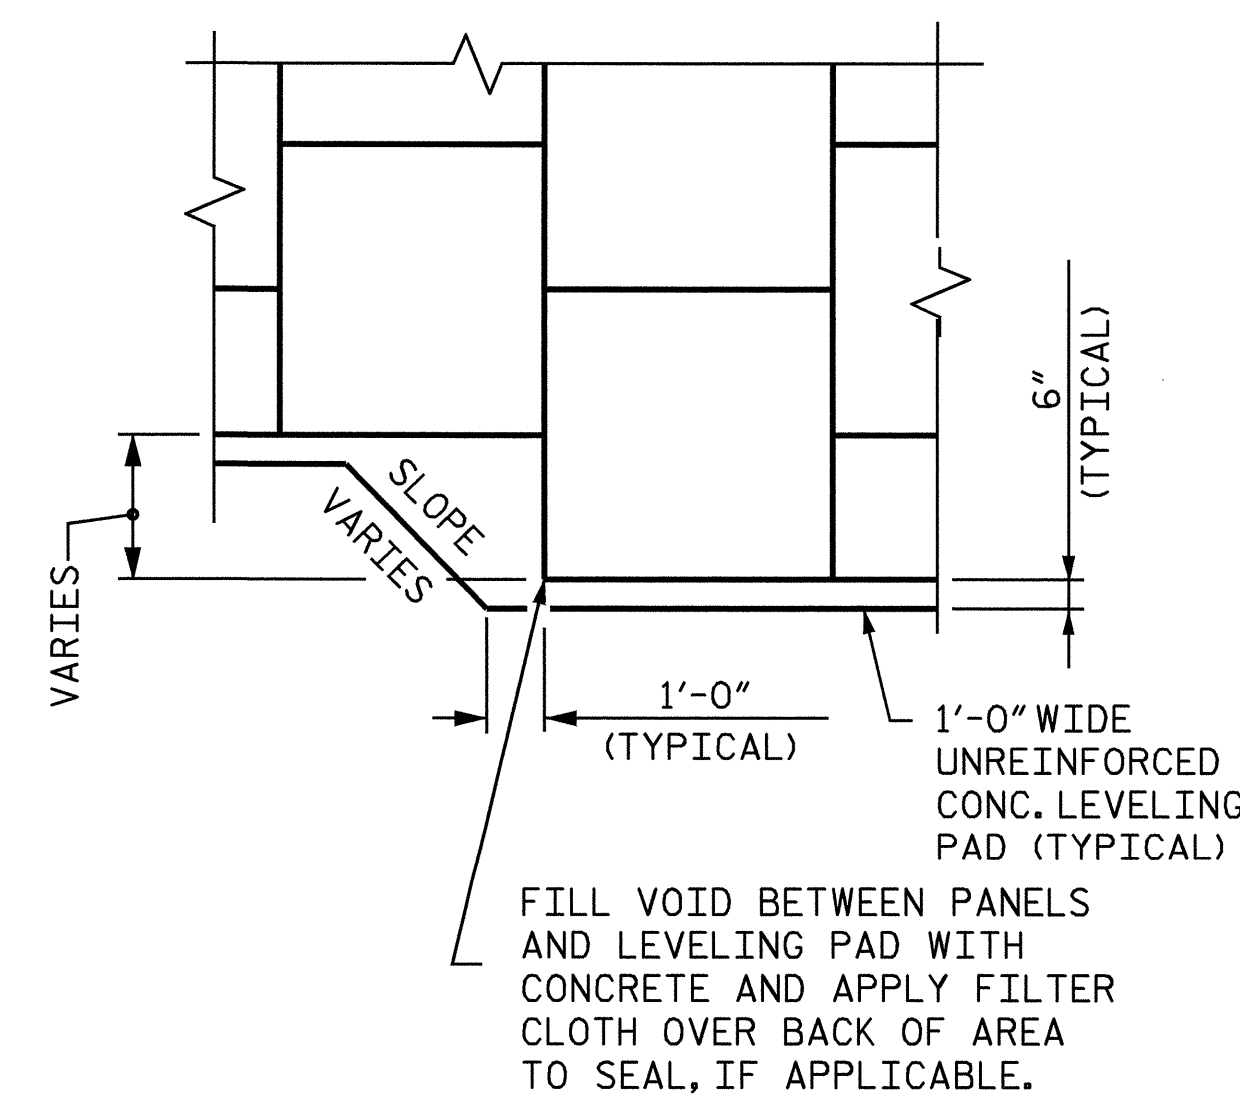 SLOPE
VARIES
VARIES
6"
(TYPICAL)
1'-0"
(TYPICAL)
1'-0" WIDE
UNREINFORCED
CONC. LEVELING
PAD (TYPICAL)
FILL VOID BETWEEN PANELS
AND LEVELING PAD WITH
CONCRETE AND APPLY FILTER
CLOTH OVER BACK OF AREA
TO SEAL, IF APPLICABLE.